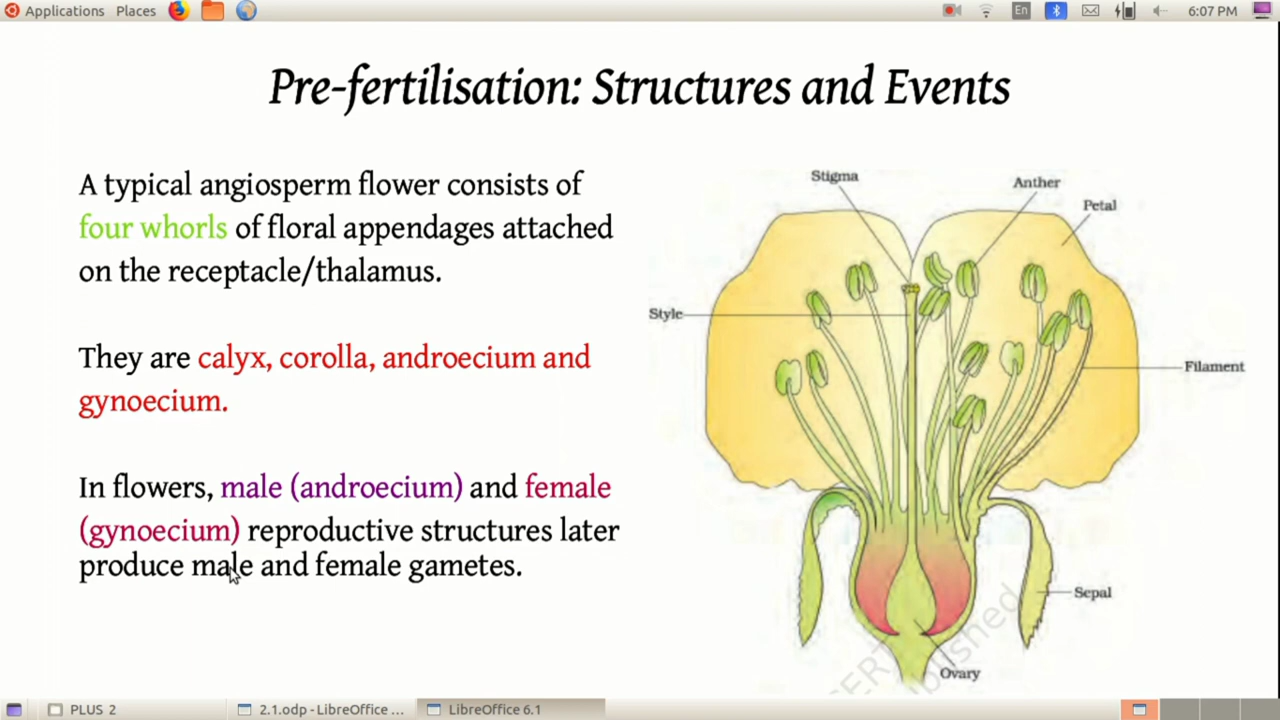 Applications Places
En
6:07 PM
Pre-fertilisation: Structures and Events
A typical angiosperm flower consists of
four whorls of floral appendages attached
on the receptacle/thalamus.
They are calyx, corolla, androecium and
gynoecium.
In flowers, male (androecium) and female
(gynoecium) reproductive structures later
produce male and female gametes.
Stigma
Anther
Petal
Style
Filament
Sepal
Ovary
PLUS 2
2.1.odp - LibreOffice ...
LibreOffice 6.1